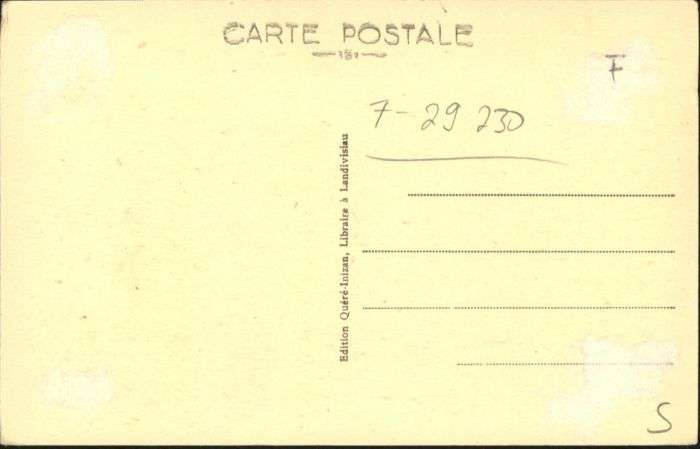 CARTE POSTALE
F
7-29 230
Edition Quéré-Inizan, Libraire à Landivisiau
S